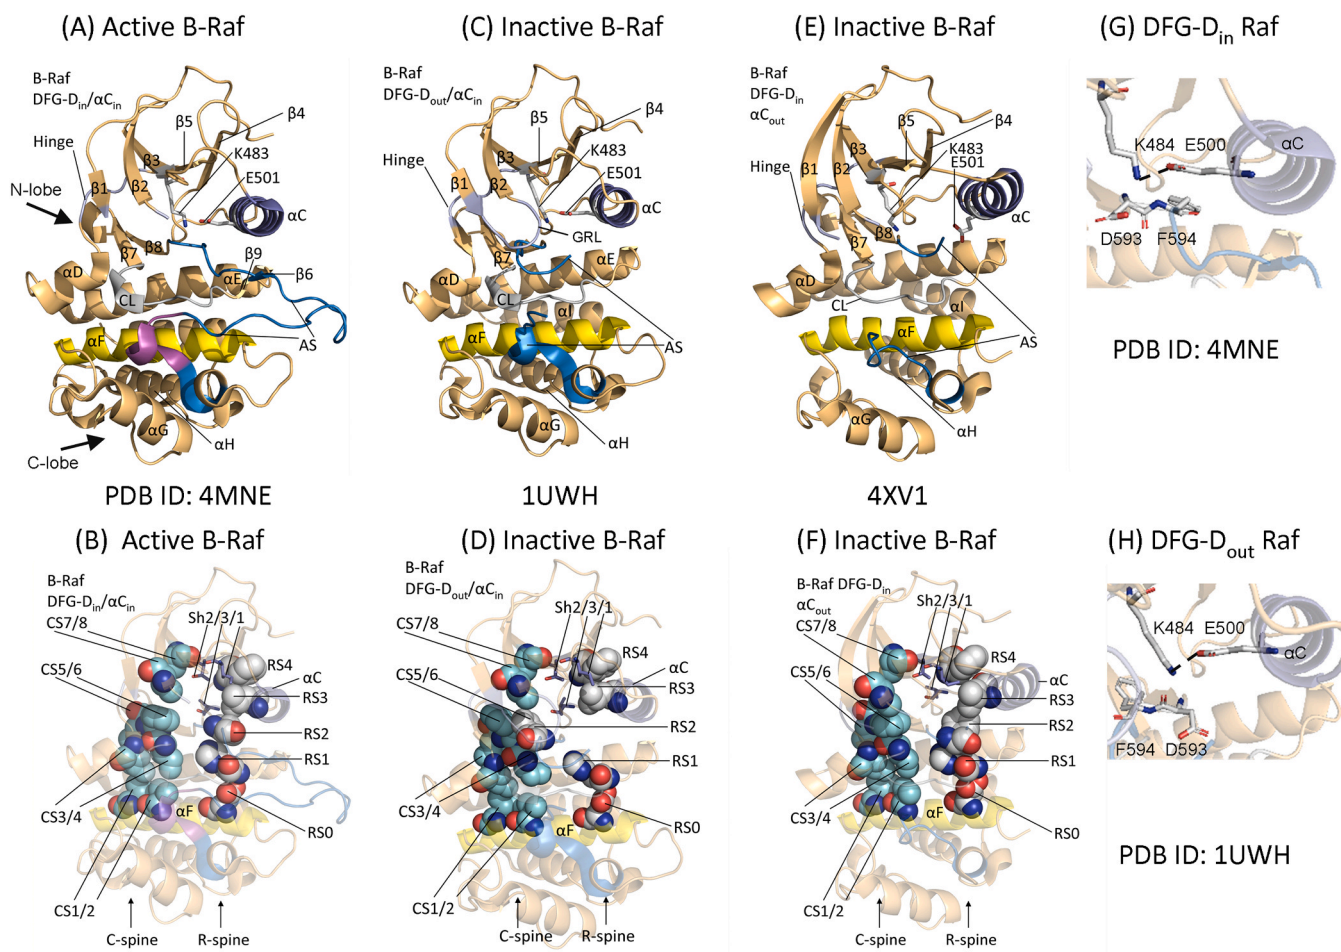 (A) Active B-Raf
B-Raf
DFG-Din/αCin
Hinge
N-lobe
β1
β3
β2
β5
β4
K483
E501
αC
β7
β8
β9
β6
αD
αE
CL
αF
AS
αG
αH
C-lobe
PDB ID: 4MNE
(C) Inactive B-Raf
B-Raf
DFG-Dout/αCin
Hinge
β5
β4
β3
K483
β1
β2
E501
αC
GRL
β7
αE
αD
CL
αI
αF
AS
αG
αH
1UWH
(E) Inactive B-Raf
B-Raf
DFG-Din
αCout
β5
β4
β3
K483
E501
Hinge
β1
β2
αC
β8
β7
αD
CL
αI
αF
AS
αH
αG
4XV1
(G) DFG-Din Raf
K484
E500
αC
D593
F594
PDB ID: 4MNE
(B) Active B-Raf
B-Raf
DFG-Din/αCin
Sh2/3/1
CS7/8
RS4
CS5/6
αC
RS3
RS2
RS1
CS3/4
αF
RS0
CS1/2
C-spine
R-spine
(D) Inactive B-Raf
B-Raf
DFG-Dout/αCin
Sh2/3/1
CS7/8
αC
CS5/6
RS3
RS2
RS1
CS3/4
RS0
αF
CS1/2
C-spine
R-spine
(F) Inactive B-Raf
B-Raf DFG-Din
αCout
Sh2/3/1
CS7/8
RS4
αC
CS5/6
RS3
RS2
RS1
CS3/4
αF
RS0
CS1/2
C-spine
R-spine
(H) DFG-Dout Raf
K484
E500
αC
F594
D593
PDB ID: 1UWH